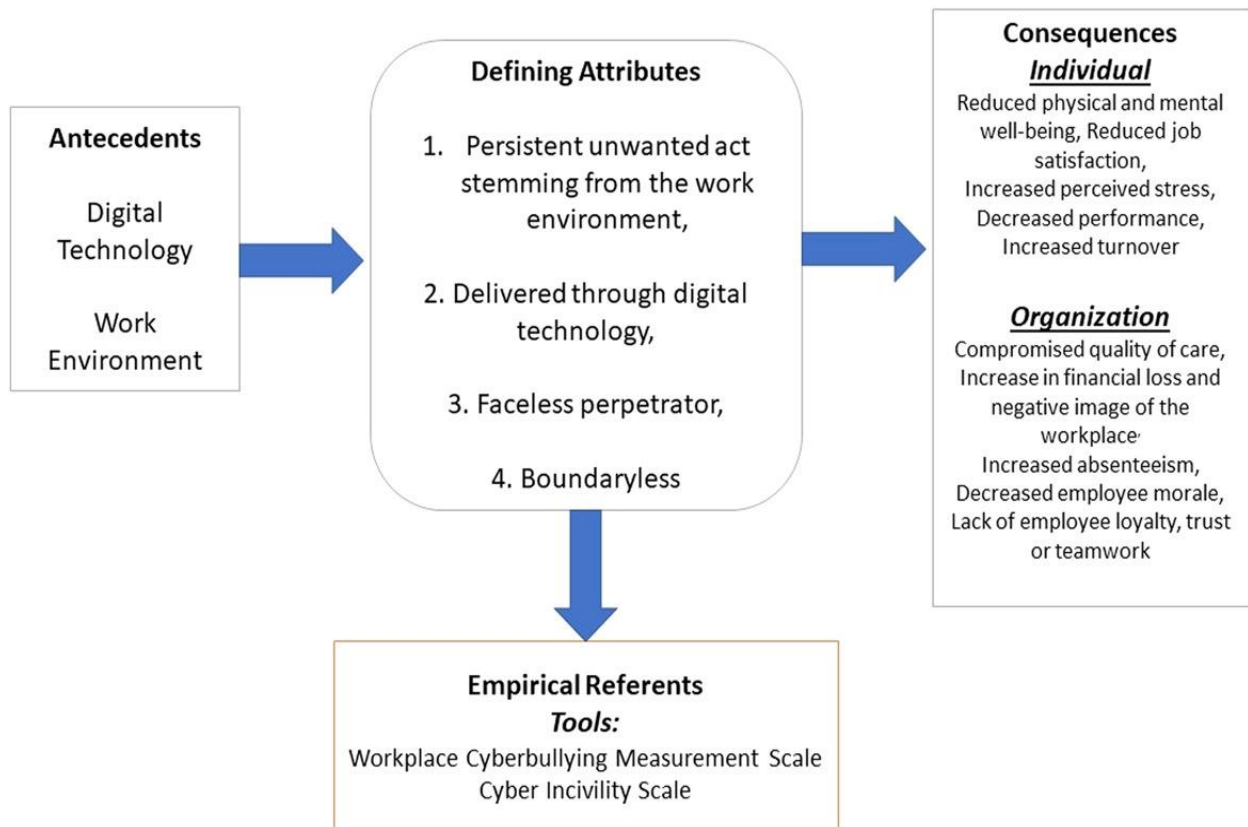 Antecedents
Digital
Technology
Work
Environment
Defining Attributes
1. Persistent unwanted act
stemming from the work
environment,
2. Delivered through digital
technology,
3. Faceless perpetrator,
4. Boundaryless
Consequences
Individual
Reduced physical and mental
well-being, Reduced job
satisfaction,
Increased perceived stress,
Decreased performance,
Increased turnover
Organization
Compromised quality of care,
Increase in financial loss and
negative image of the
workplace,
Increased absenteeism,
Decreased employee morale,
Lack of employee loyalty, trust
or teamwork
Empirical Referents
Tools:
Workplace Cyberbullying Measurement Scale
Cyber Incivility Scale